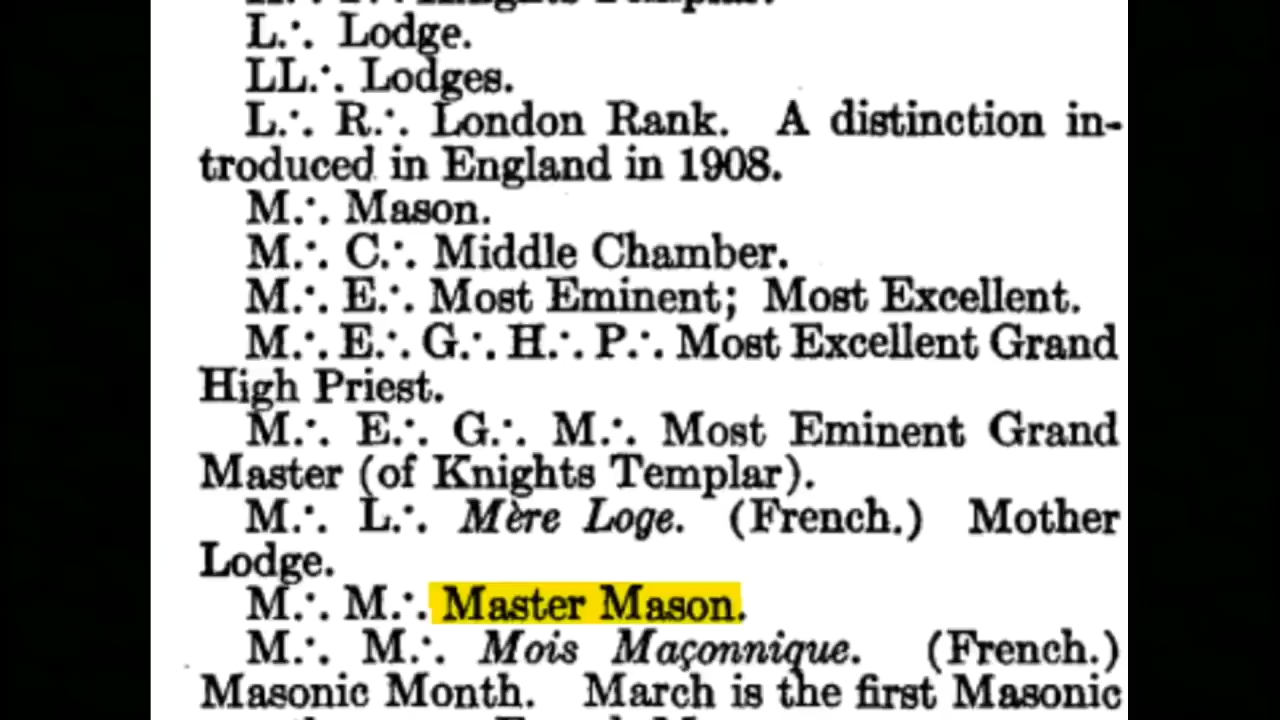 L.∴ Lodge.
LL.∴ Lodges.
L.∴ R.∴ London Rank. A distinction in-
troduced in England in 1908.
M.∴ Mason.
M.∴ C.∴ Middle Chamber.
M.∴ E.∴ Most Eminent; Most Excellent.
M.∴ E.∴ G.∴ H.∴ P.∴ Most Excellent Grand
High Priest.
M.∴ E.∴ G.∴ M.∴ Most Eminent Grand
Master (of Knights Templar).
M.∴ L.∴ Mère Loge. (French.) Mother
Lodge.
M.∴ M.∴ Master Mason.
M.∴ M.∴ Mois Maçonnique. (French.)
Masonic Month. March is the first Masonic